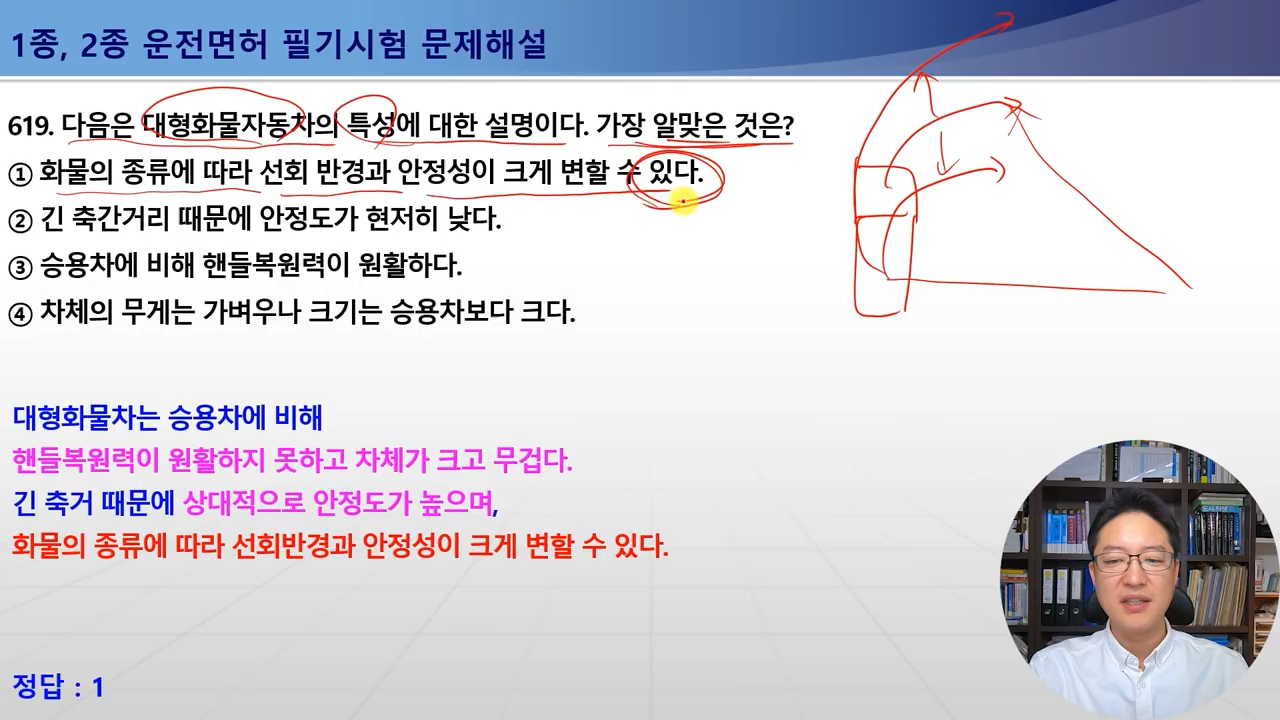 1종, 2종 운전면허 필기시험 문제해설
619. 다음은 대형화물자동차의 특성에 대한 설명이다. 가장 알맞은 것은?
① 화물의 종류에 따라 선회 반경과 안정성이 크게 변할 수 있다.
② 긴 축간거리 때문에 안정도가 현저히 낮다.
③ 승용차에 비해 핸들복원력이 원활하다.
④ 차체의 무게는 가벼우나 크기는 승용차보다 크다.
대형화물차는 승용차에 비해
핸들복원력이 원활하지 못하고 차체가 크고 무겁다.
긴 축거 때문에 상대적으로 안정도가 높으며,
화물의 종류에 따라 선회반경과 안정성이 크게 변할 수 있다.
정답 : 1